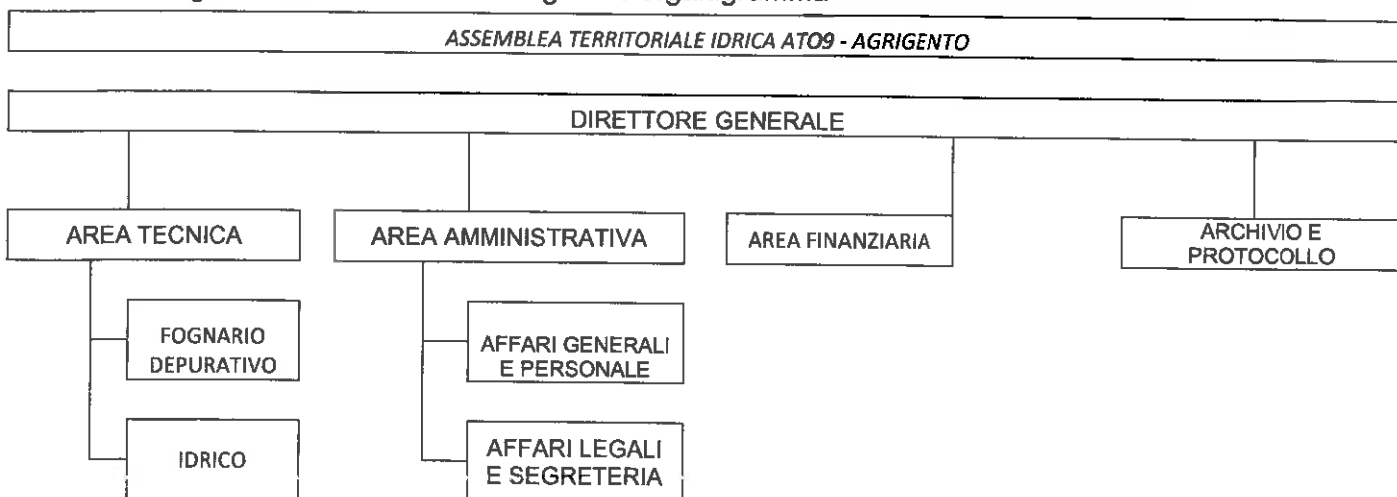 ASSEMBLEA TERRITORIALE IDRICA ATO9 - AGRIGENTO
DIRETTORE GENERALE
AREA TECNICA
AREA AMMINISTRATIVA
AREA FINANZIARIA
ARCHIVIO E
PROTOCOLLO
FOGNARIO
DEPURATIVO
AFFARI GENERALI
E PERSONALE
IDRICO
AFFARI LEGALI
E SEGRETERIA